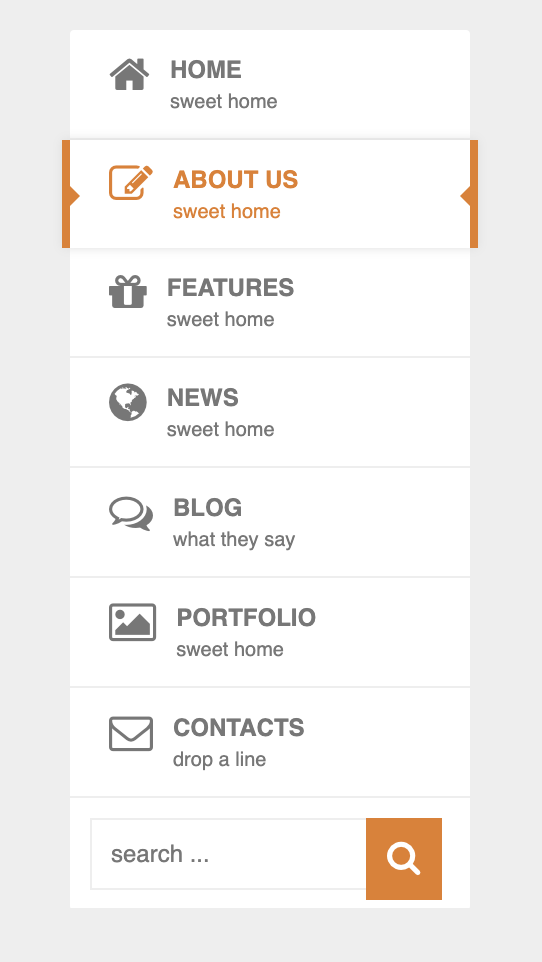 HOME
sweet home
ABOUT US
sweet home
FEATURES
sweet home
NEWS
sweet home
BLOG
what they say
PORTFOLIO
sweet home
CONTACTS
drop a line
search ...